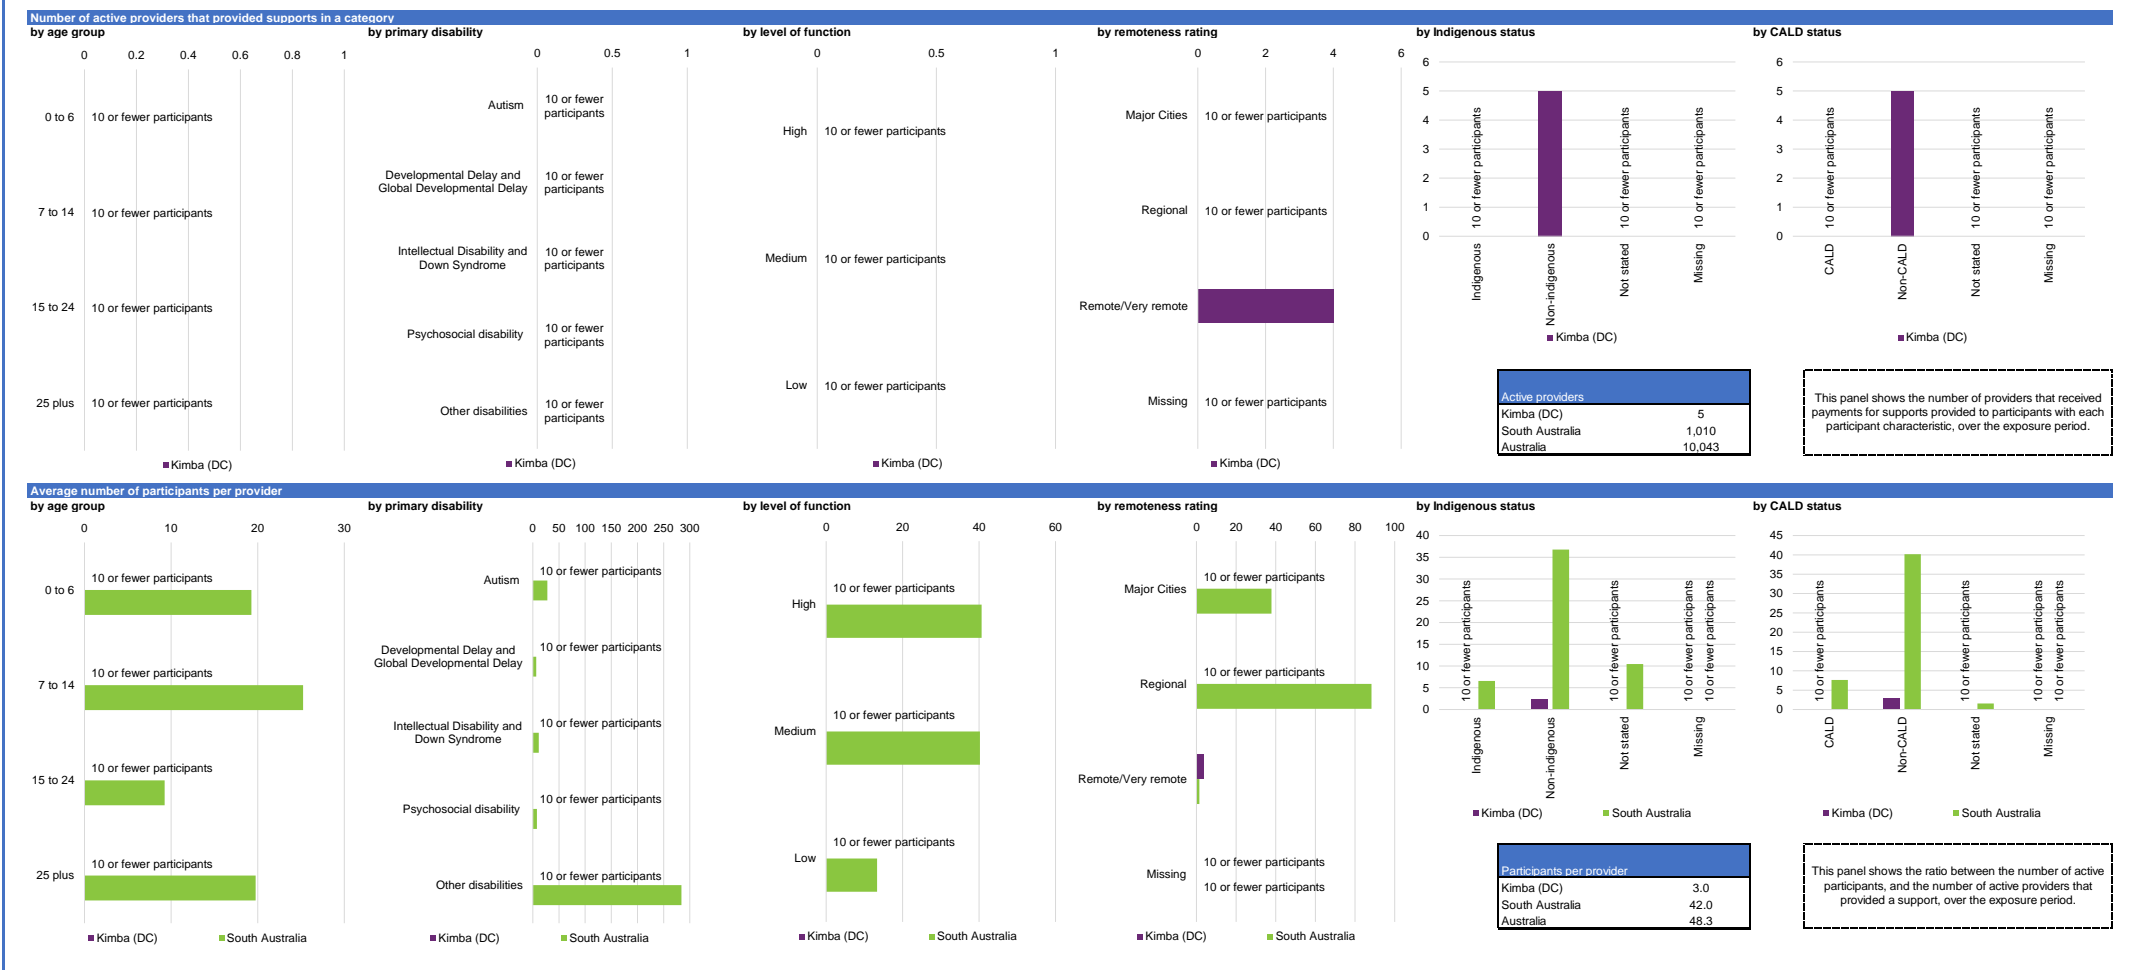 Number of active providers that provided supports in a category
by age group
0 0.2 0.4 0.6 0.8 1
0 to 6 10 or fewer participants
7 to 14 10 or fewer participants
15 to 24 10 or fewer participants
25 plus 10 or fewer participants
Kimba (DC)
by primary disability
0 0.5 1
Autism
10 or fewer
participants
Developmental Delay and
Global Developmental Delay
10 or fewer
participants
Intellectual Disability and
Down Syndrome
10 or fewer
participants
Psychosocial disability
10 or fewer
participants
Other disabilities
10 or fewer
participants
Kimba (DC)
by level of function
0 0.5 1
High 10 or fewer participants
Medium 10 or fewer participants
Low 10 or fewer participants
Kimba (DC)
by remoteness rating
0 2 4 6
Major Cities 10 or fewer participants
Regional 10 or fewer participants
Remote/Very remote
Missing 10 or fewer participants
Kimba (DC)
by Indigenous status
6
5
4
3
2
1
0
10 or fewer participants
10 or fewer participants
10 or fewer participants
Indigenous
Non-indigenous
Not stated
Missing
Kimba (DC)
by CALD status
6
5
4
3
2
1
0
10 or fewer participants
10 or fewer participants
10 or fewer participants
CALD
Non-CALD
Not stated
Missing
Kimba (DC)
Active providers
Kimba (DC) 5
South Australia 1,010
Australia 10,043
This panel shows the number of providers that received
payments for supports provided to participants with each
participant characteristic, over the exposure period.
Average number of participants per provider
by age group
0 10 20 30
10 or fewer participants
0 to 6
10 or fewer participants
7 to 14
10 or fewer participants
15 to 24
10 or fewer participants
25 plus
Kimba (DC) South Australia
by primary disability
0 50 100 150 200 250 300
10 or fewer participants
Autism
10 or fewer participants
Developmental Delay and
Global Developmental Delay
10 or fewer participants
Intellectual Disability and
Down Syndrome
10 or fewer participants
Psychosocial disability
10 or fewer participants
Other disabilities
Kimba (DC) South Australia
by level of function
0 20 40 60
10 or fewer participants
High
10 or fewer participants
Medium
10 or fewer participants
Low
Kimba (DC) South Australia
by remoteness rating
0 20 40 60 80 100
10 or fewer participants
Major Cities
10 or fewer participants
Regional
Remote/Very remote
10 or fewer participants
Missing
10 or fewer participants
Kimba (DC) South Australia
by Indigenous status
40
35
30
25
20
15
10
5
0
10 or fewer participants
10 or fewer participants
10 or fewer participants
10 or fewer participants
Indigenous
Non-indigenous
Not stated
Missing
Kimba (DC) South Australia
by CALD status
45
40
35
30
25
20
15
10
5
0
10 or fewer participants
10 or fewer participants
10 or fewer participants
10 or fewer participants
CALD
Non-CALD
Not stated
Missing
Kimba (DC) South Australia
Participants per provider
Kimba (DC) 3.0
South Australia 42.0
Australia 48.3
This panel shows the ratio between the number of active
participants, and the number of active providers that
provided a support, over the exposure period.